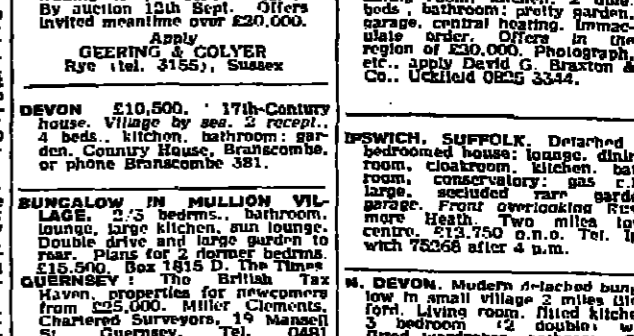 By auction 12th Sept. Offers
invited meantime over £20,000.
Apply
GEERING & COLYER
Rye (tel. 3155), Sussex
DEVON £10,500. 17th-Century
house. Village by sea. 2 recept.,
4 beds., kitchen, bathroom: gar-
den. Country House, Branscombe,
or phone Branscombe 381.
BUNGALOW IN MULLION VIL-
LAGE. 2/3 bedrms., bathroom,
lounge, large kitchen, sun lounge.
Double drive and large garden to
rear. Plans for 2 dormer bedrms.
£15,500. Box 1815 D. The Times
GUERNSEY: The British Tax
Haven, properties for newcomers
from £25,000. Miller Clements,
Chartered Surveyors, 19 Mansell
St., Guernsey. Tel. 0481
beds., bathroom: pretty garden.
garage, central heating. Immac-
ulate order. Offers in the
region of £30,000. Photograph,
etc., apply David G. Braxton &
Co., Uckfield 0825 3344.
IPSWICH, SUFFOLK. Detached
bedroomed house: lounge, dinin
room, cloakroom, kitchen, bat
room, conservatory: gas c.
large, secluded garde
garage. Front overlooking Rus
more Heath. Two miles to
centre. £13,750 o.n.o. Tel. I
wich 75268 after 4 p.m.
N. DEVON. Modern detached bun
low in small village 2 miles
ford. Living room, fitted kitche
3 bedroom double,